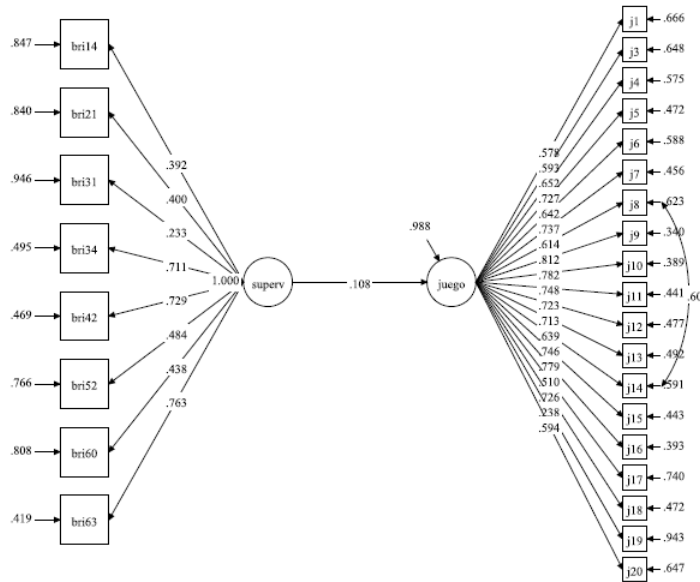 .847
bri14
.840
bri21
.946
bri31
.495
bri34
.469
bri42
.766
bri52
.808
bri60
.419
bri63
.392
.400
.233
.711
.729
.484
.438
.763
1.000
superv
.108
.988
juego
.578
.593
.652
.727
.642
.737
.614
.812
.782
.748
.723
.713
.639
.746
.779
.510
.726
.238
.594
j1
.666
j3
.648
j4
.575
j5
.472
j6
.588
j7
.456
j8
.623
j9
.340
j10
.389
j11
.441
j12
.477
j13
.492
j14
.591
j15
.443
j16
.393
j17
.740
j18
.472
j19
.943
j20
.647